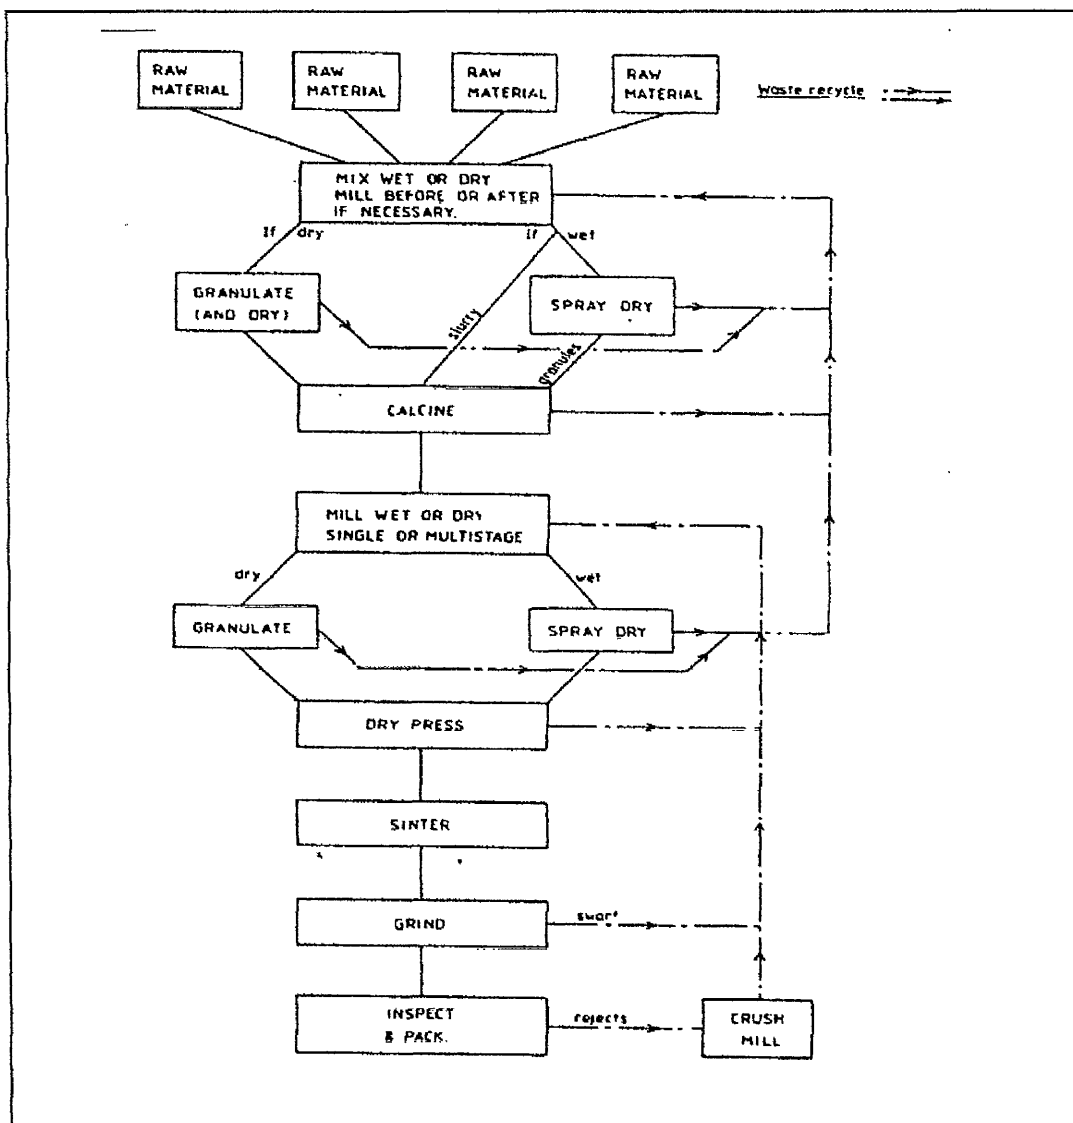 RAW
MATERIAL
RAW
MATERIAL
RAW
MATERIAL
RAW
MATERIAL
Waste recycle
MIX WET OR DRY
MILL BEFORE OR AFTER
IF NECESSARY.
If dry
If wet
GRANULATE
(AND DRY)
slurry
SPRAY DRY
granules
CALCINE
MILL WET OR DRY
SINGLE OR MULTISTAGE
dry
wet
GRANULATE
SPRAY DRY
DRY PRESS
SINTER
GRIND
swarf
INSPECT
& PACK.
rejects
CRUSH
MILL